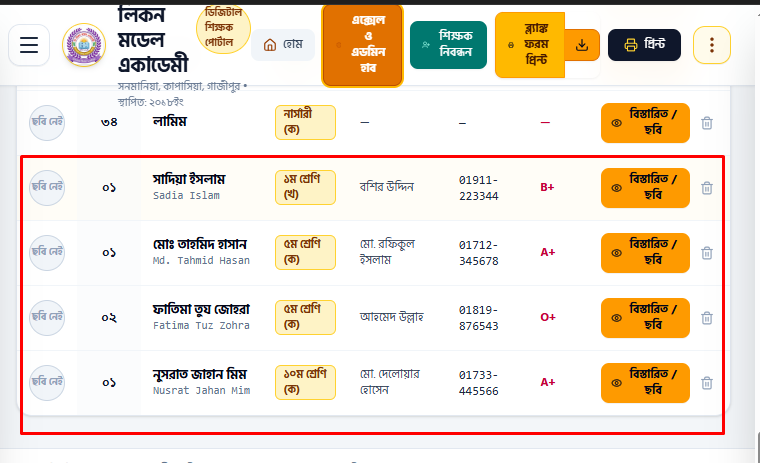 লিকন
মডেল
একাডেমী
সনমানিয়া, কাপাসিয়া, গাজীপুর •
স্থাপিত: ২০১৮ইং
ডিজিটাল
শিক্ষক
পোর্টাল
হোম
এক্সেল
ও
এডমিন
হাব
শিক্ষক
নিবন্ধন
ব্ল্যাঙ্ক
ফরম
প্রিন্ট
প্রিন্ট
ছবি নেই ৩৪ লামিম নার্সারী — — — বিস্তারিত /
(ক) ছবি
ছবি নেই ০১ সাদিয়া ইসলাম ১ম শ্রেণি বশির উদ্দিন 01911- B+ বিস্তারিত /
Sadia Islam (খ) 223344 ছবি
ছবি নেই ০১ মোঃ তাহমিদ হাসান ৫ম শ্রেণি মো. রফিকুল 01712- A+ বিস্তারিত /
Md. Tahmid Hasan (ক) ইসলাম 345678 ছবি
ছবি নেই ০২ ফাতিমা তুয জোহরা ৫ম শ্রেণি আহমেদ উল্লাহ 01819- O+ বিস্তারিত /
Fatima Tuz Zohra (ক) 876543 ছবি
ছবি নেই ০১ নুসরাত জাহান মিম ১০ম শ্রেণি মো. দেলোয়ার 01733- A+ বিস্তারিত /
Nusrat Jahan Mim (ক) হোসেন 445566 ছবি